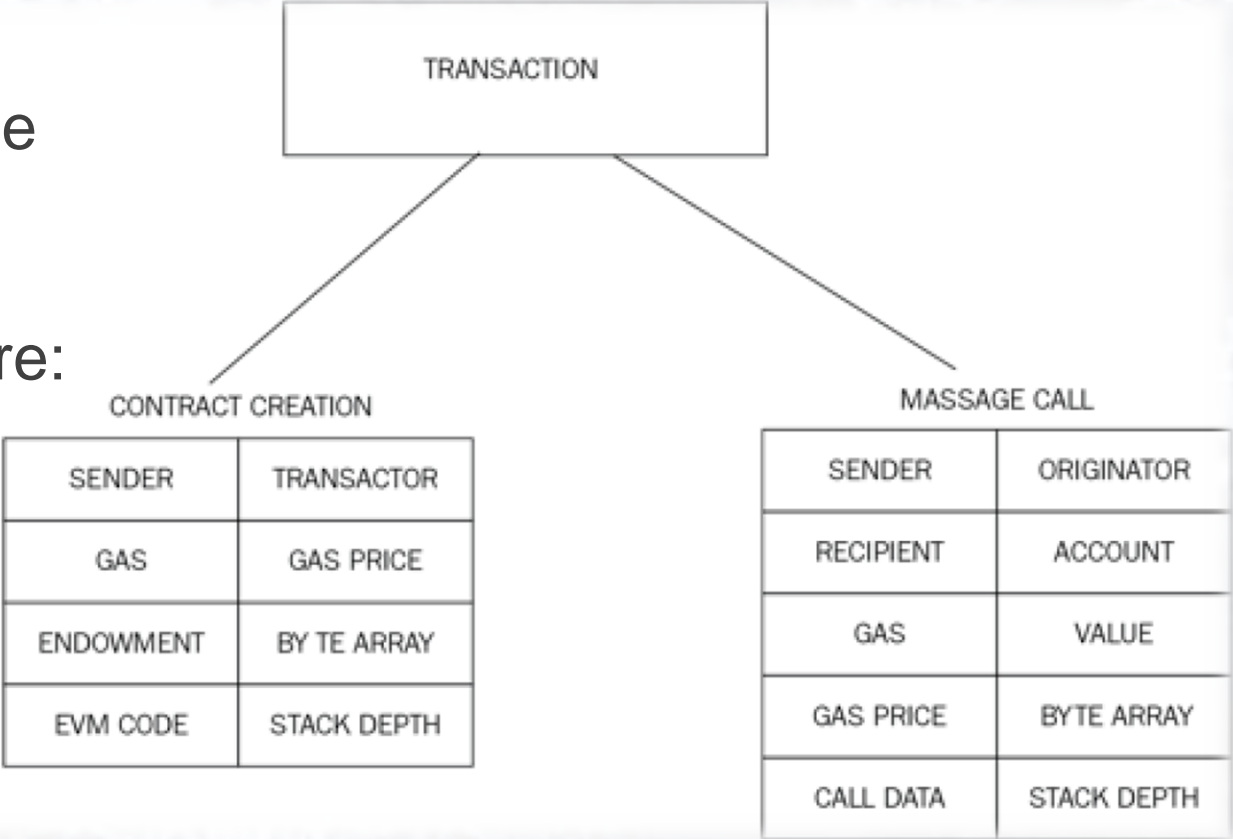 TRANSACTION
e
re:
CONTRACT CREATION
SENDER TRANSACTOR
GAS GAS PRICE
ENDOWMENT BY TE ARRAY
EVM CODE STACK DEPTH
MASSAGE CALL
SENDER ORIGINATOR
RECIPIENT ACCOUNT
GAS VALUE
GAS PRICE BYTE ARRAY
CALL DATA STACK DEPTH